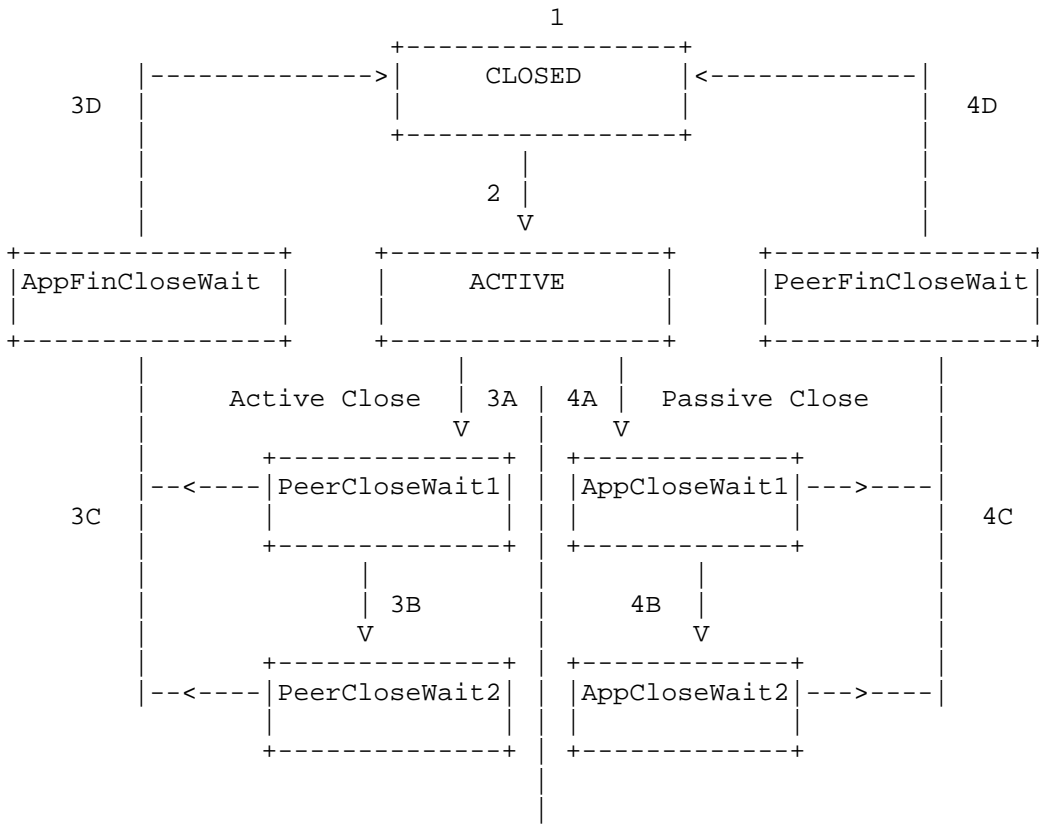 1
CLOSED
3D 4D
2
AppFinCloseWait ACTIVE PeerFinCloseWait
Active Close 3A 4A Passive Close
PeerCloseWait1 AppCloseWait1
3C 4C
3B 4B
PeerCloseWait2 AppCloseWait2